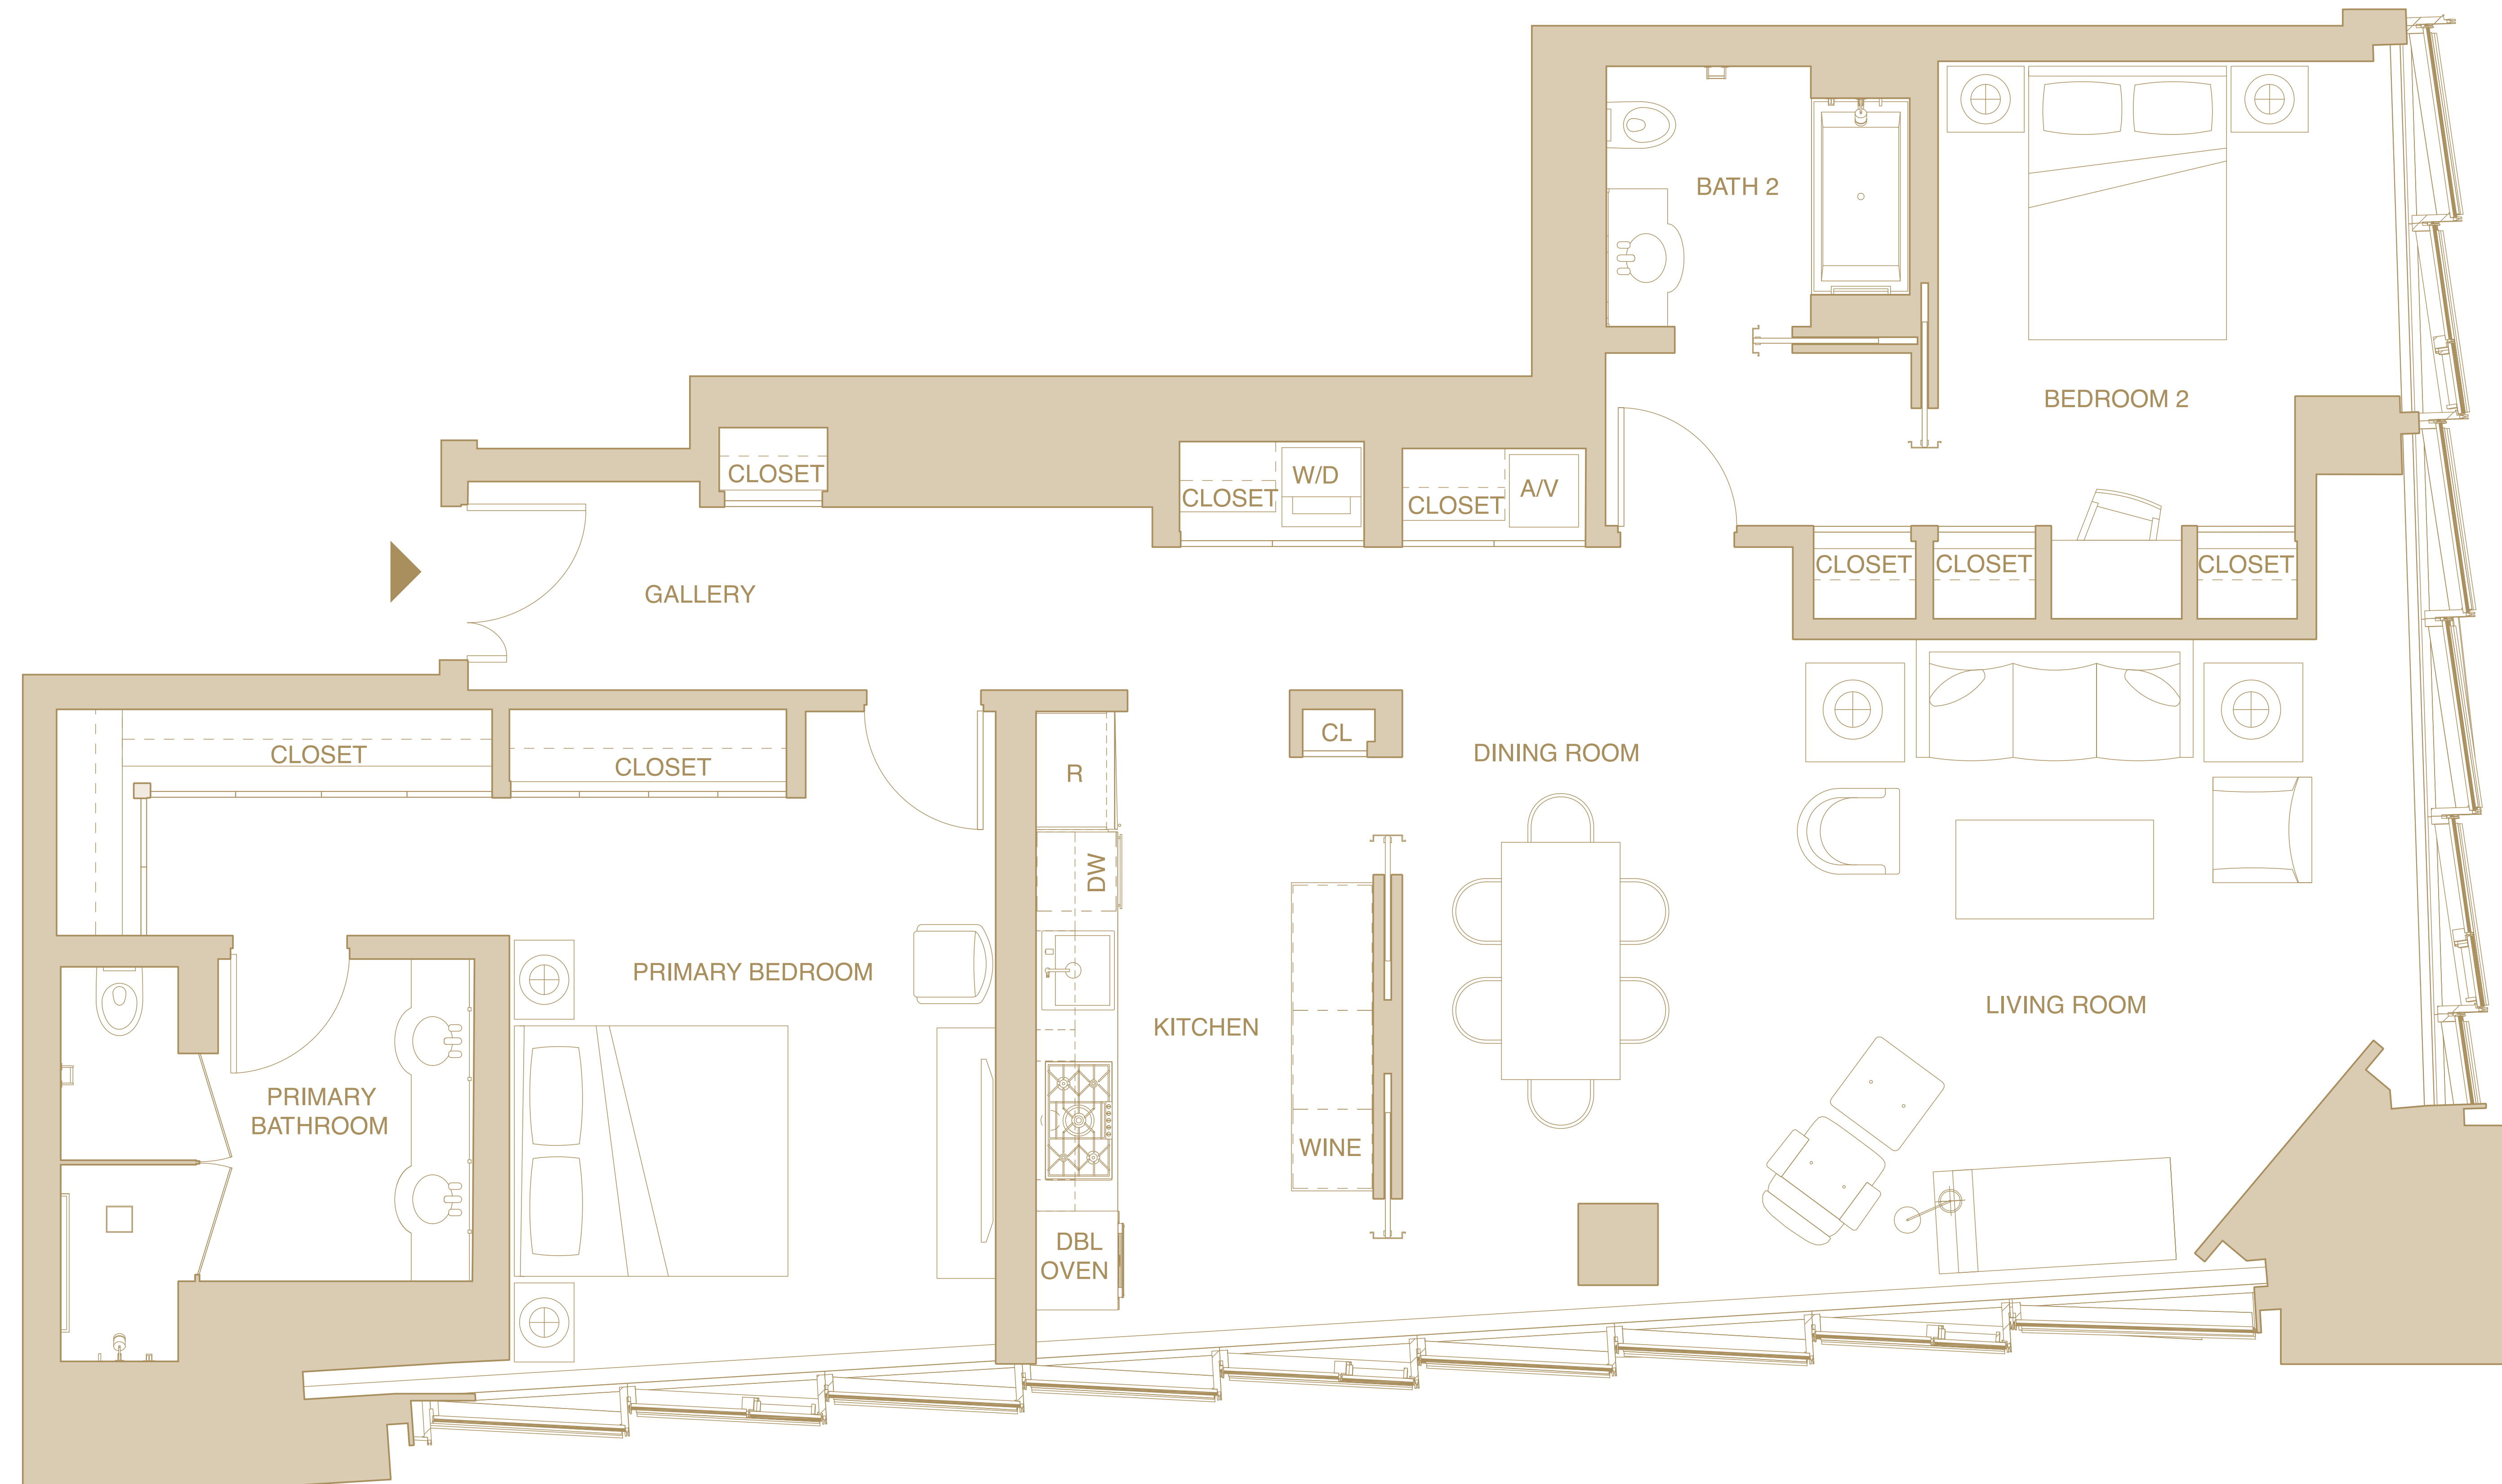 BATH 2
BEDROOM 2
CLOSET
W/D
CLOSET
A/V
CLOSET
CLOSET
CLOSET
CLOSET
GALLERY
CLOSET
CLOSET
CL
DINING ROOM
R
DW
PRIMARY BEDROOM
LIVING ROOM
KITCHEN
PRIMARY
BATHROOM
WINE
DBL
OVEN